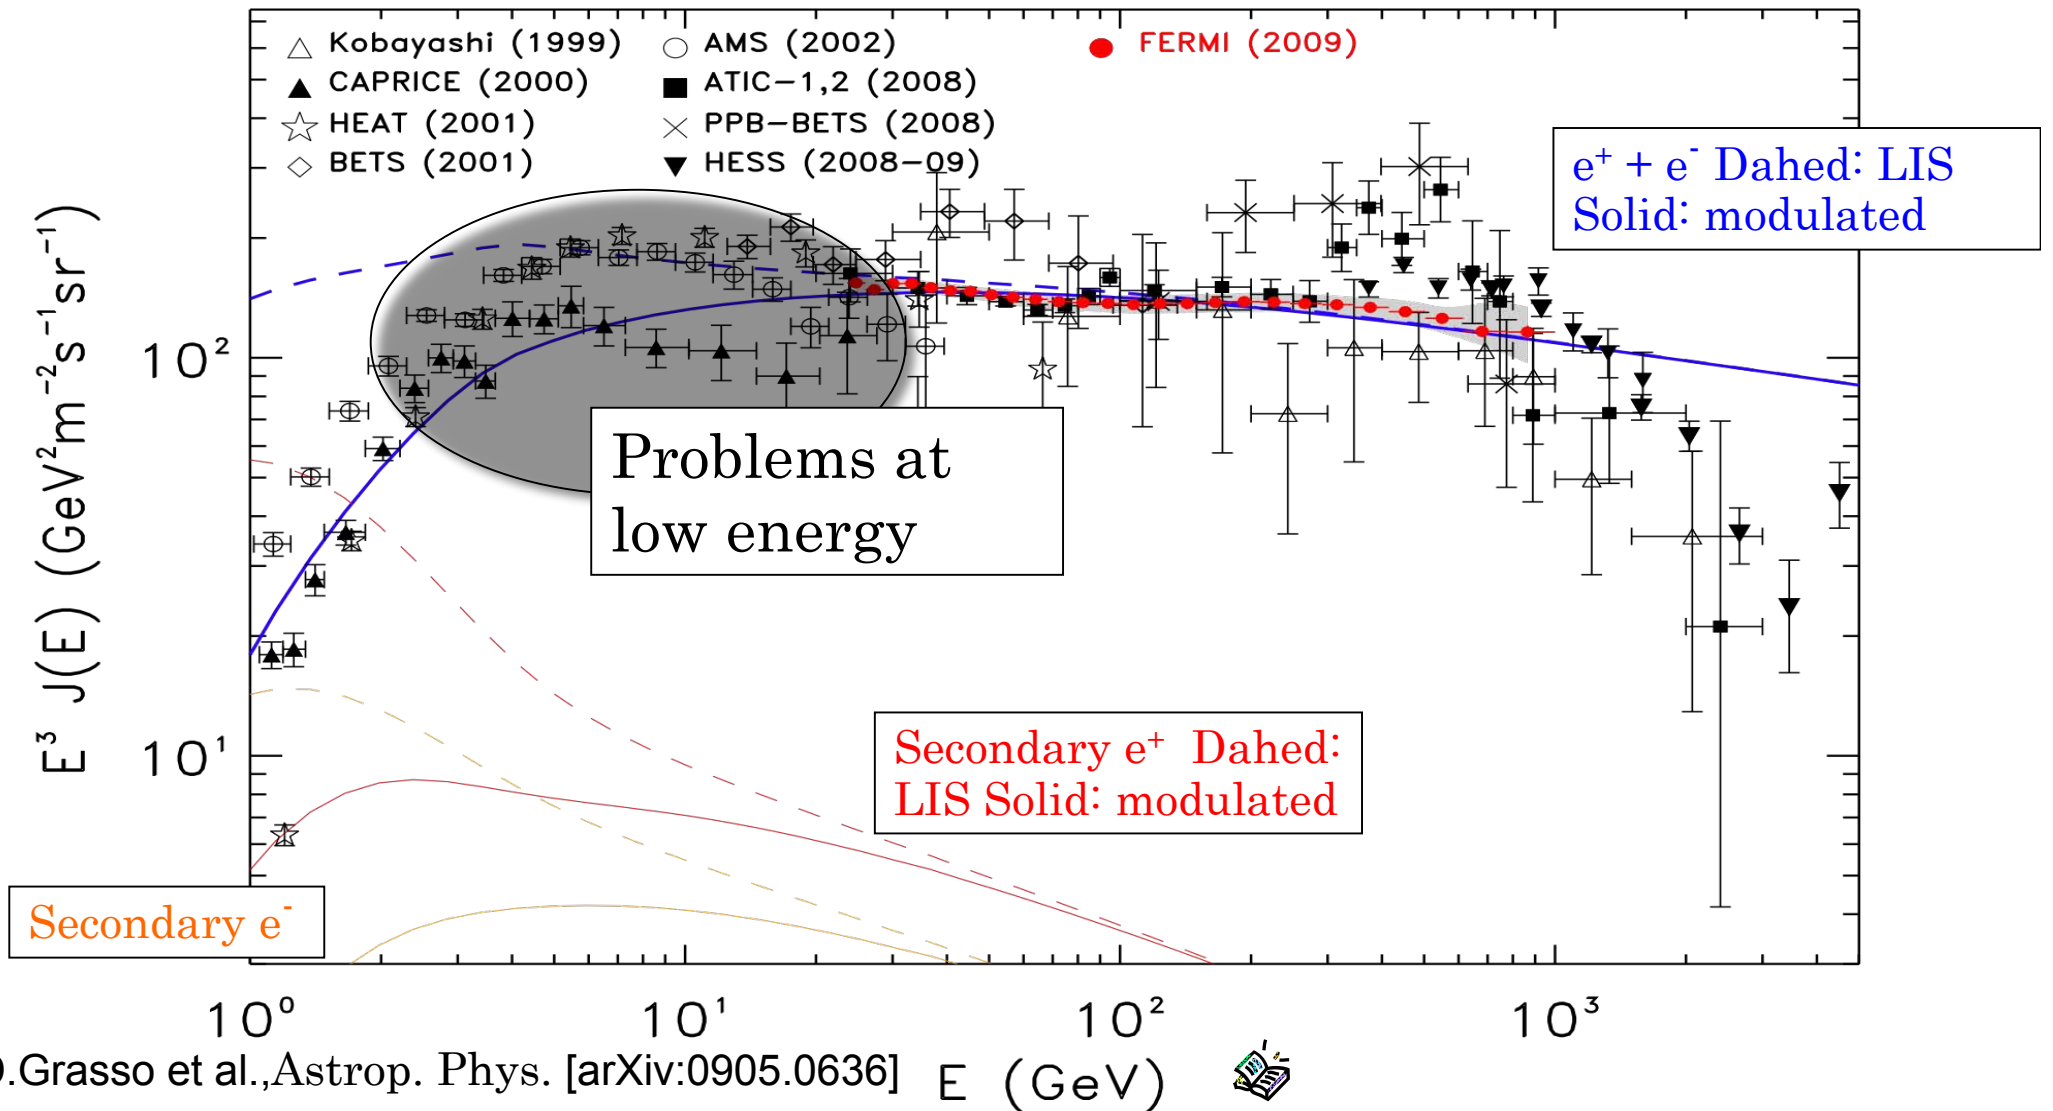 Kobayashi (1999)
CAPRICE (2000)
HEAT (2001)
BETS (2001)
AMS (2002)
ATIC−1,2 (2008)
PPB−BETS (2008)
HESS (2008−09)
FERMI (2009)
e⁺ + e⁻ Dahed: LIS
Solid: modulated
Problems at
low energy
Secondary e⁺ Dahed:
LIS Solid: modulated
Secondary e⁻
E³ J(E) (GeV²m⁻²s⁻¹sr⁻¹)
10²
10¹
10⁰
10¹
10²
10³
E (GeV)
.Grasso et al.,Astrop. Phys. [arXiv:0905.0636]